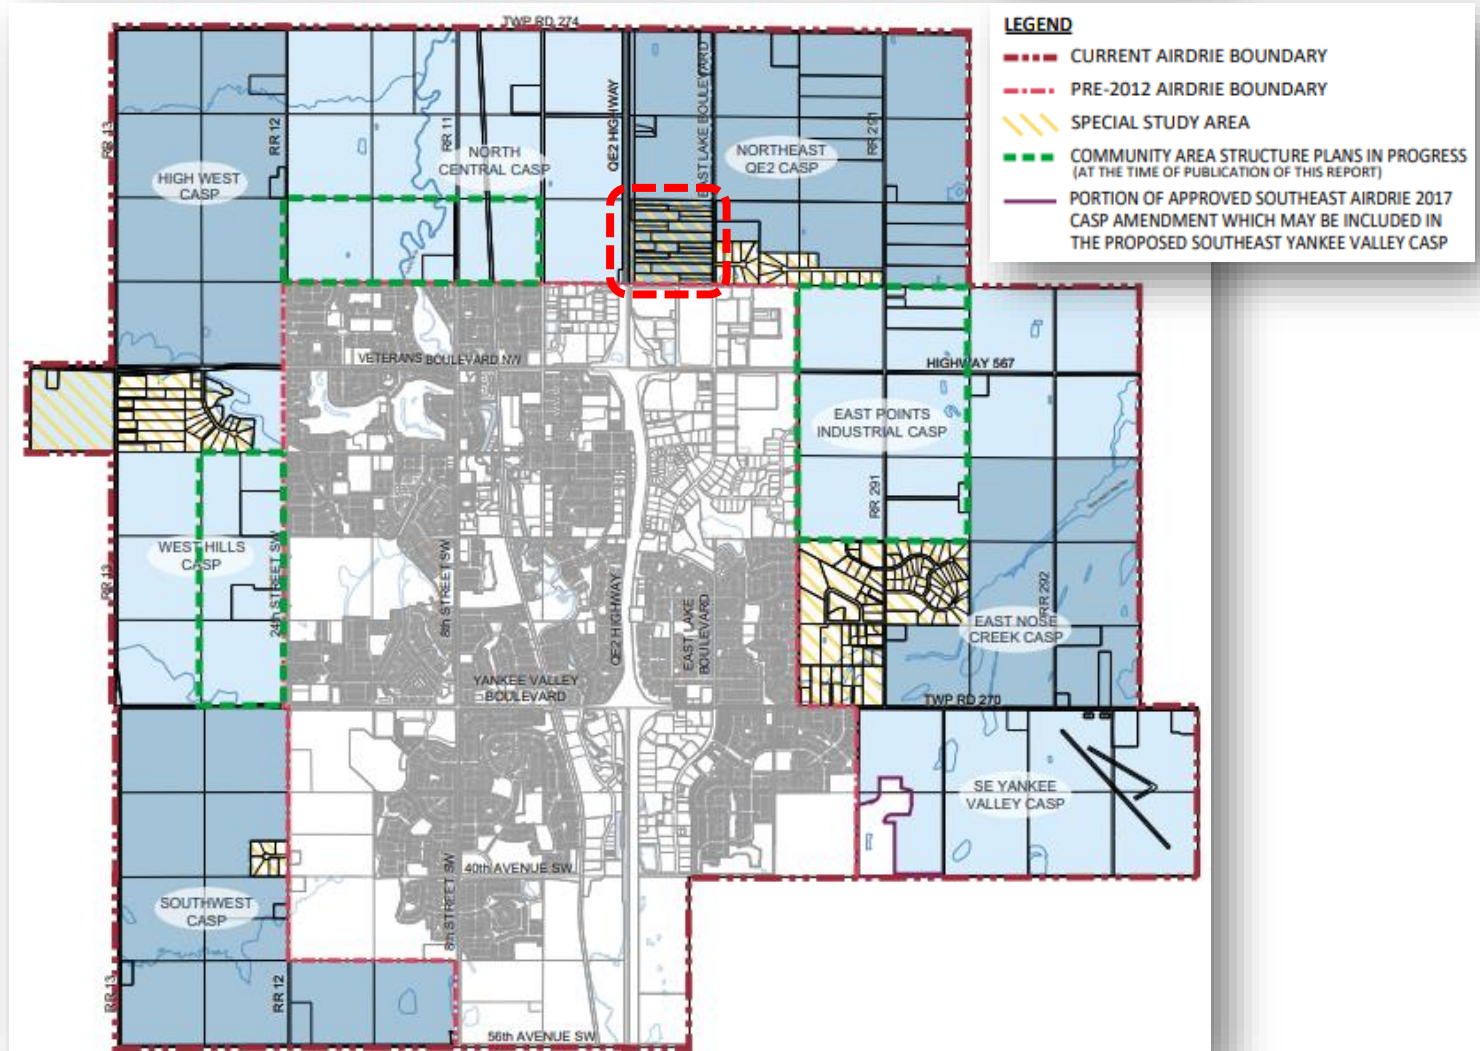 TWP RD 274
LEGEND
CURRENT AIRDRIE BOUNDARY
PRE-2012 AIRDRIE BOUNDARY
SPECIAL STUDY AREA
COMMUNITY AREA STRUCTURE PLANS IN PROGRESS
(AT THE TIME OF PUBLICATION OF THIS REPORT)
PORTION OF APPROVED SOUTHEAST AIRDRIE 2017
CASP AMENDMENT WHICH MAY BE INCLUDED IN
THE PROPOSED SOUTHEAST YANKEE VALLEY CASP
RR 13
HIGH WEST
CASP
RR 12
RR 11
NORTH
CENTRAL CASP
QE2 HIGHWAY
EAST LAKE BOULEVARD
NORTHEAST
QE2 CASP
RR 291
VETERANS BOULEVARD NW
HIGHWAY 567
EAST POINTS
INDUSTRIAL CASP
RR 291
RR 13
WEST HILLS
CASP
24th STREET SW
8th STREET SW
QE2 HIGHWAY
EAST LAKE
BOULEVARD
RR 292
EAST NOSE
CREEK CASP
YANKEE VALLEY
BOULEVARD
TWP RD 270
SE YANKEE
VALLEY CASP
40th AVENUE SW
8th STREET SW
SOUTHWEST
CASP
RR 13
RR 12
56th AVENUE SW